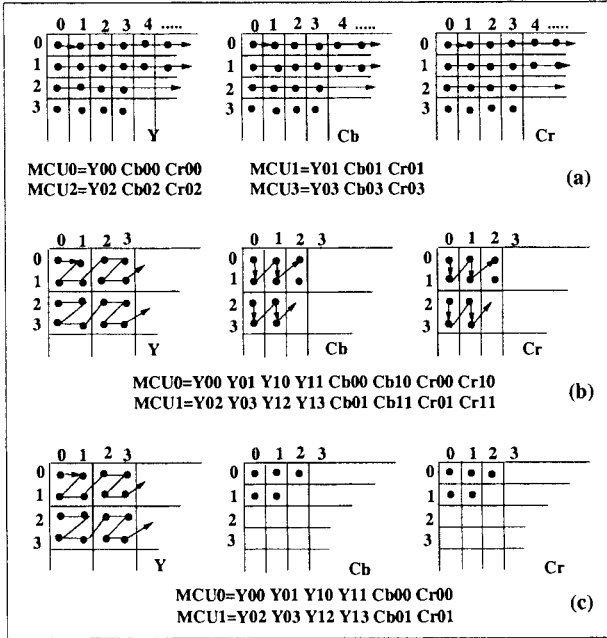 0 1 2 3 4 ..... 0 1 2 3 4 ..... 0 1 2 3 4 .....
0 0 0
1 1 1
2 2 2
3 3 3
Y Cb Cr
MCU0=Y00 Cb00 Cr00 MCU1=Y01 Cb01 Cr01
MCU2=Y02 Cb02 Cr02 MCU3=Y03 Cb03 Cr03
(a)
0 1 2 3 0 1 2 3 0 1 2 3
0 0 0
1 1 1
2 2 2
3 3 3
Y Cb Cr
MCU0=Y00 Y01 Y10 Y11 Cb00 Cb10 Cr00 Cr10
MCU1=Y02 Y03 Y12 Y13 Cb01 Cb11 Cr01 Cr11
(b)
0 1 2 3 0 1 2 3 0 1 2 3
0 0 0
1 1 1
2 2 2
3 3 3
Y Cb Cr
MCU0=Y00 Y01 Y10 Y11 Cb00 Cr00
MCU1=Y02 Y03 Y12 Y13 Cb01 Cr01
(c)